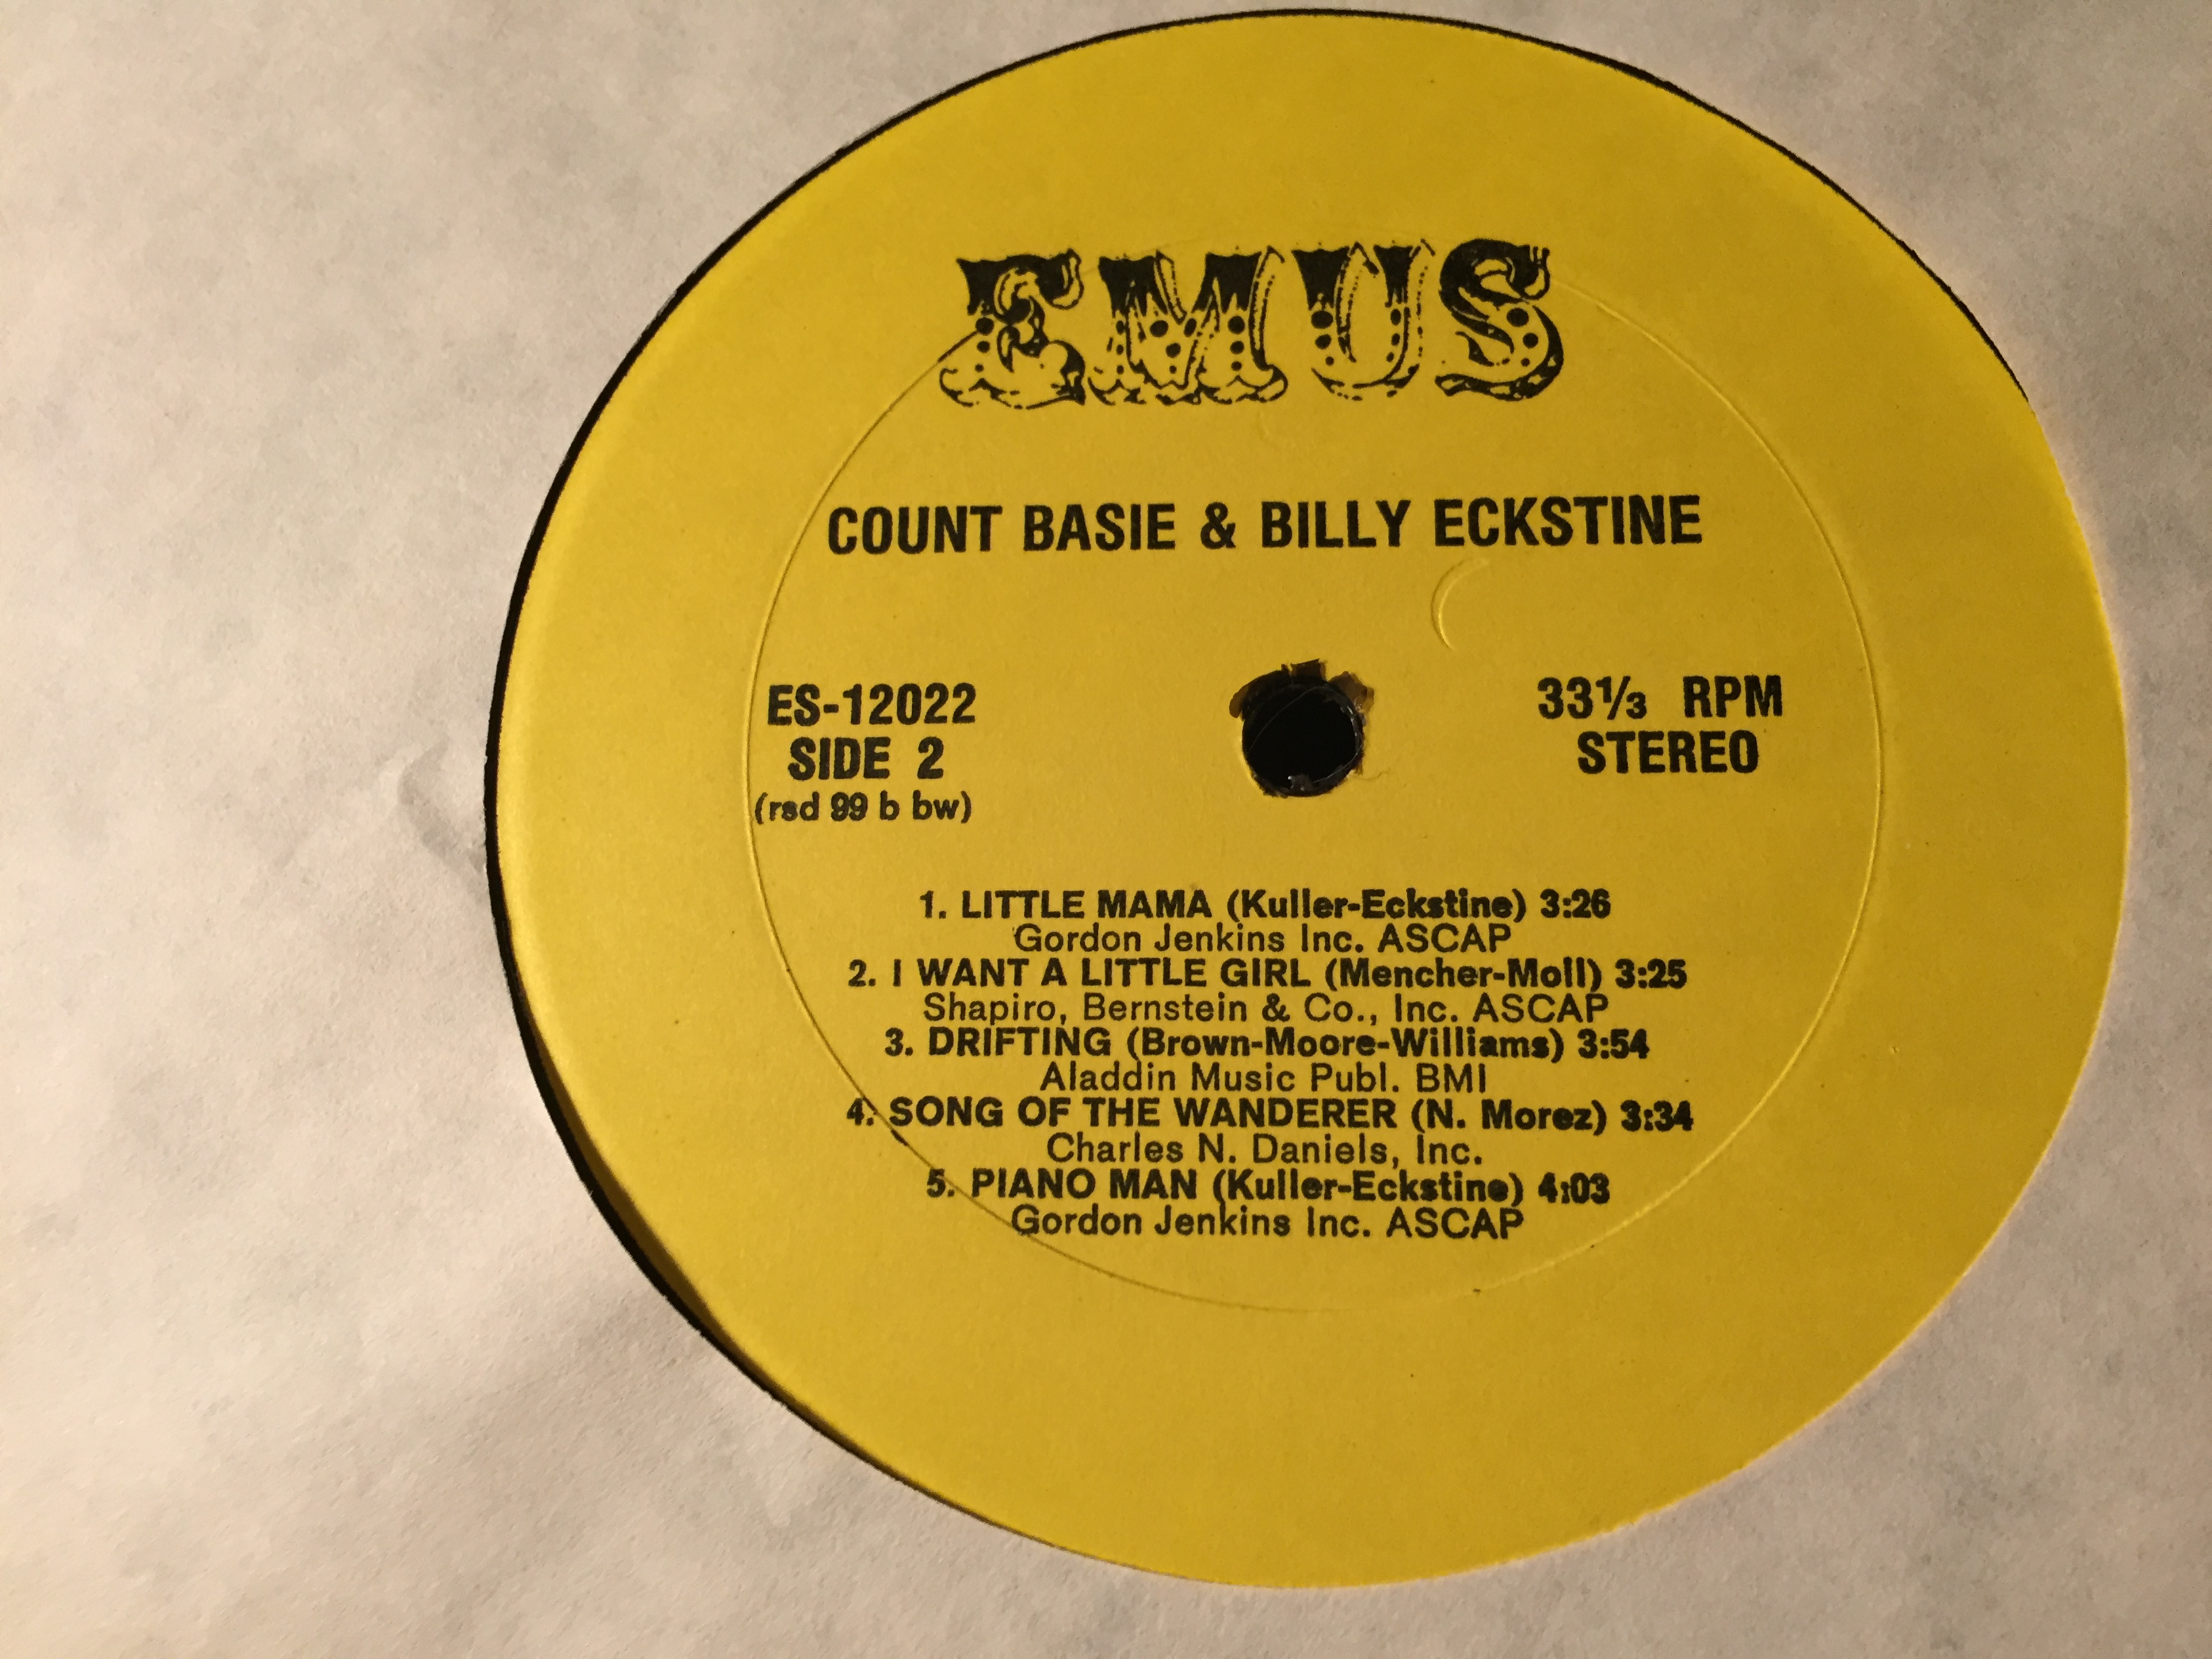 EMUS
COUNT BASIE & BILLY ECKSTINE
ES-12022
SIDE 2
(rsd 99 b bw)
33⅓ RPM
STEREO
1. LITTLE MAMA (Kuller-Eckstine) 3:26
Gordon Jenkins Inc. ASCAP
2. I WANT A LITTLE GIRL (Mencher-Moll) 3:25
Shapiro, Bernstein & Co., Inc. ASCAP
3. DRIFTING (Brown-Moore-Williams) 3:54
Aladdin Music Publ. BMI
4. SONG OF THE WANDERER (N. Morez) 3:34
Charles N. Daniels, Inc.
5. PIANO MAN (Kuller-Eckstine) 4:03
Gordon Jenkins Inc. ASCAP